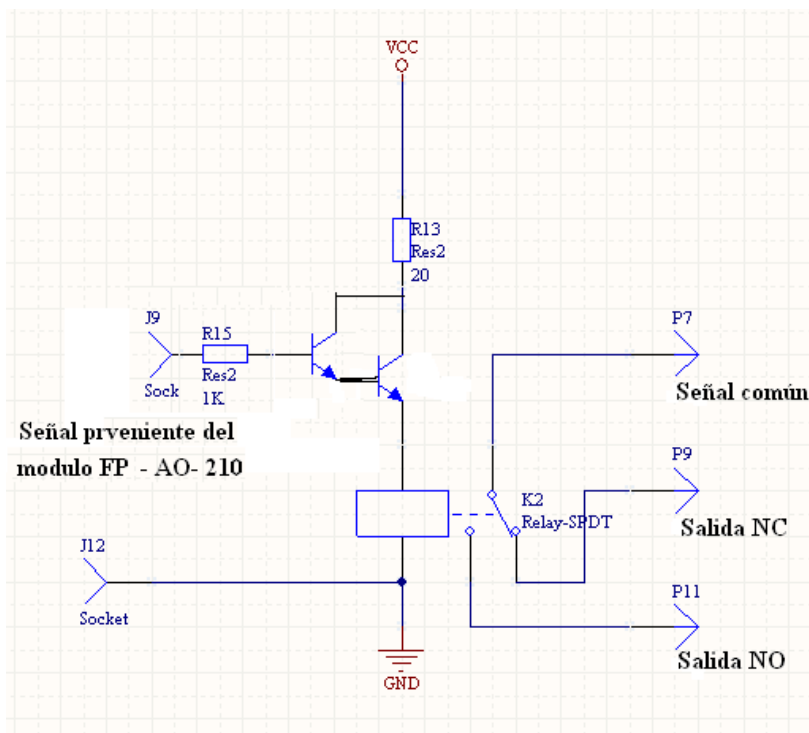 VCC
R13
Res2
20
J9
R15
P7
Sock
Res2
1K
Señal común
Señal prveniente del
modulo FP - AO- 210
P9
K2
Relay-SPDT
Salida NC
J12
Socket
P11
Salida NO
GND